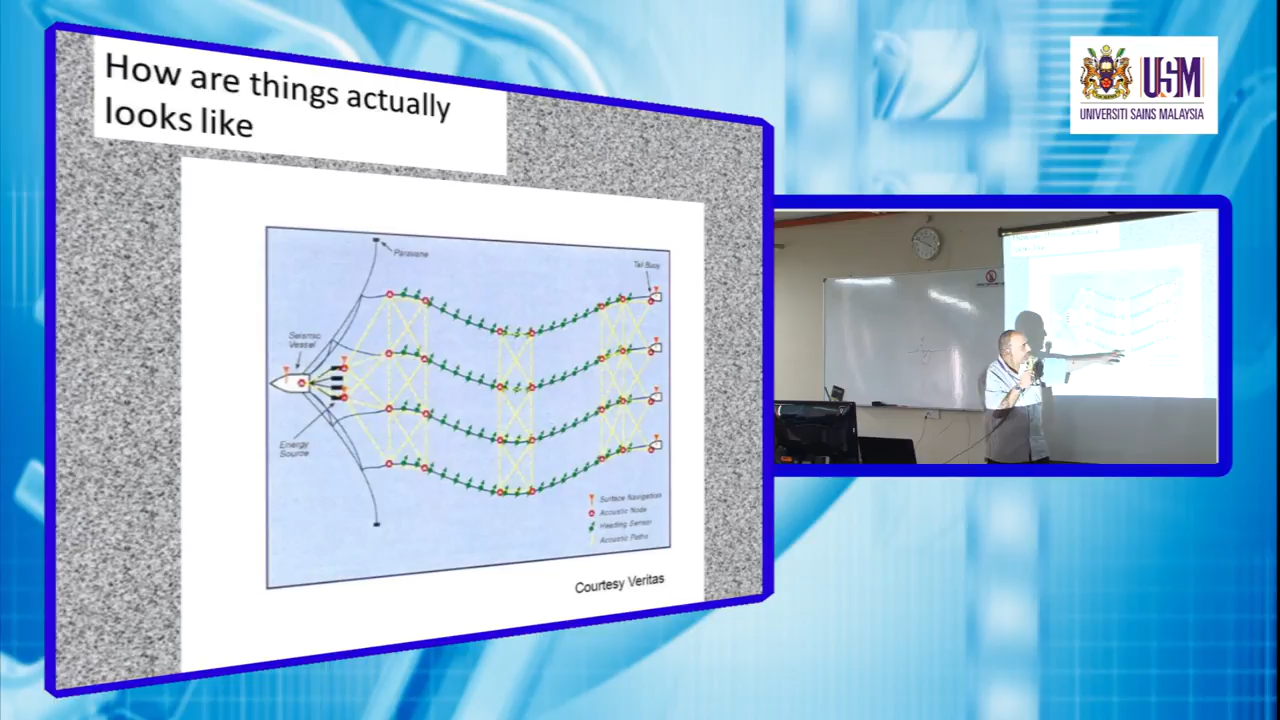 How are things actually
looks like
Paravane
Tail Buoy
Seismic
Vessel
Energy
Source
Surface Navigation
Acoustic Node
Heading Sensor
Acoustic Paths
Courtesy Veritas
USM
UNIVERSITI SAINS MALAYSIA